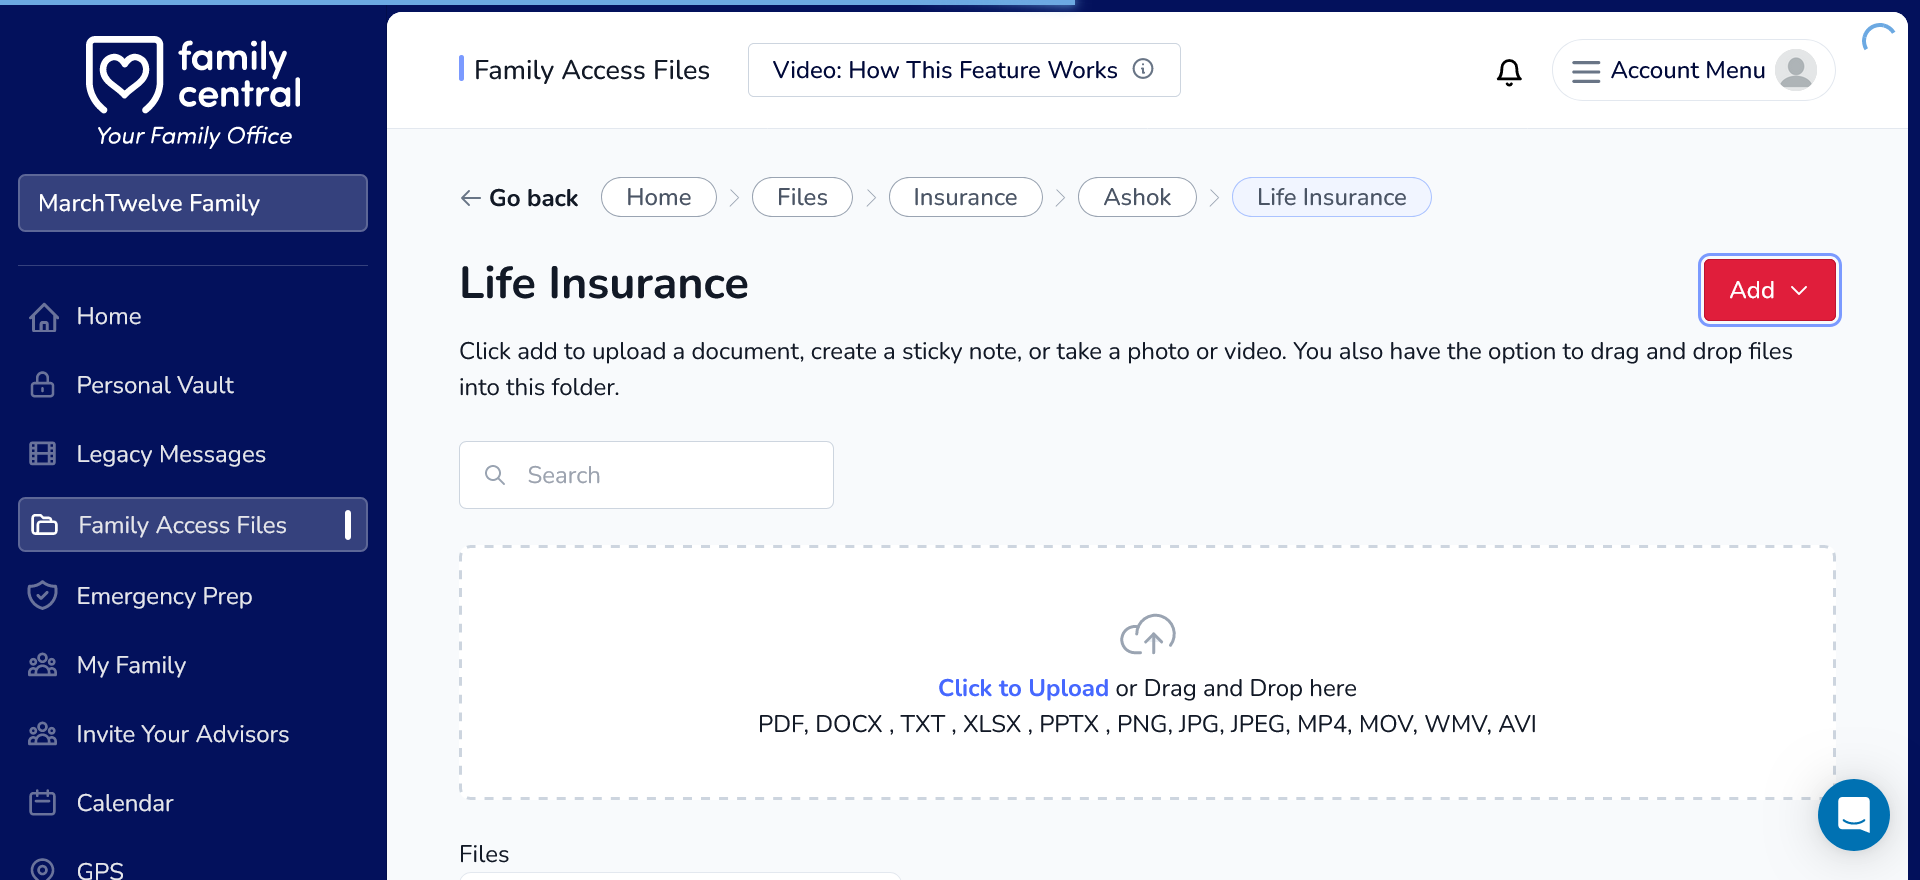 family
central
Your Family Office
MarchTwelve Family
Home
Personal Vault
Legacy Messages
Family Access Files
Emergency Prep
My Family
Invite Your Advisors
Calendar
GPS
Family Access Files
Video: How This Feature Works
Account Menu
Go back
Home
Files
Insurance
Ashok
Life Insurance
Life Insurance
Add
Click add to upload a document, create a sticky note, or take a photo or video. You also have the option to drag and drop files
into this folder.
Search
Click to Upload or Drag and Drop here
PDF, DOCX , TXT , XLSX , PPTX , PNG, JPG, JPEG, MP4, MOV, WMV, AVI
Files